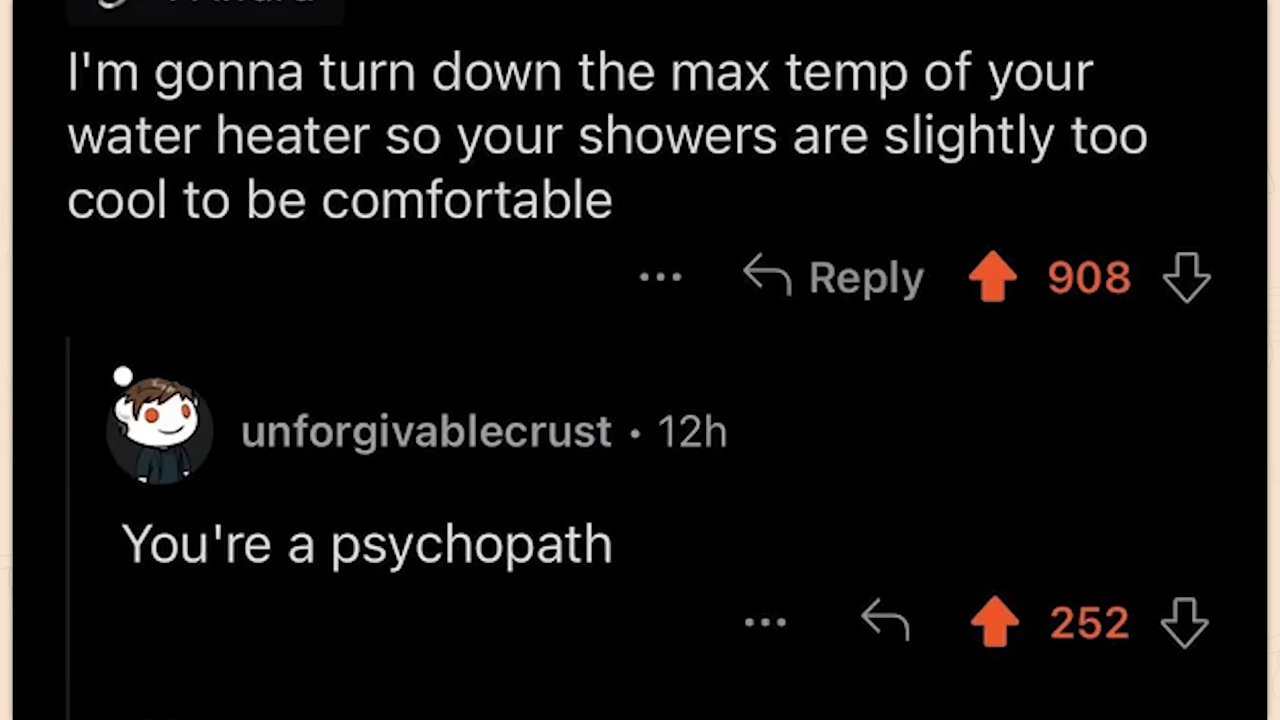 I'm gonna turn down the max temp of your
water heater so your showers are slightly too
cool to be comfortable
... Reply 908
unforgivablecrust • 12h
You're a psychopath
... 252